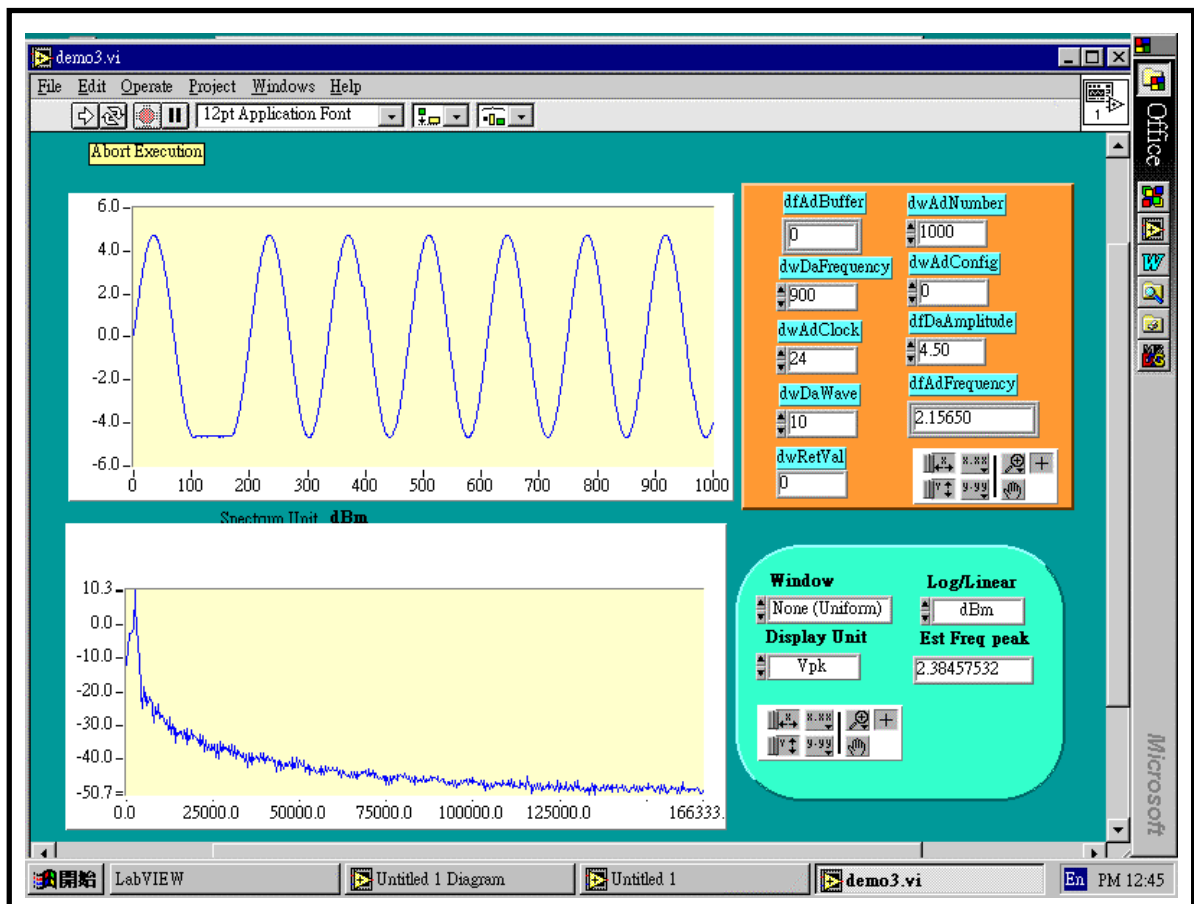 demo3.vi
File Edit Operate Project Windows Help
12pt Application Font
1
Office
Abort Execution
6.0
4.0
2.0
0.0
-2.0
-4.0
-6.0
0 100 200 300 400 500 600 700 800 900 1000
dfAdBuffer dwAdNumber
0 1000
dwDaFrequency dwAdConfig
900 0
dwAdClock dfDaAmplitude
24 4.50
dwDaWave dfAdFrequency
10 2.15650
dwRetVal
0
X x.xx
Y y.yy
Spectrum Unit dBm
10.3
0.0
-10.0
-20.0
-30.0
-40.0
-50.7
0.0 25000.0 50000.0 75000.0 100000.0 125000.0 166333.
Window Log/Linear
None (Uniform) dBm
Display Unit Est Freq peak
Vpk 2.38457532
X x.xx
Y y.yy
Microsoft
開始 LabVIEW Untitled 1 Diagram Untitled 1 demo3.vi En PM 12:45